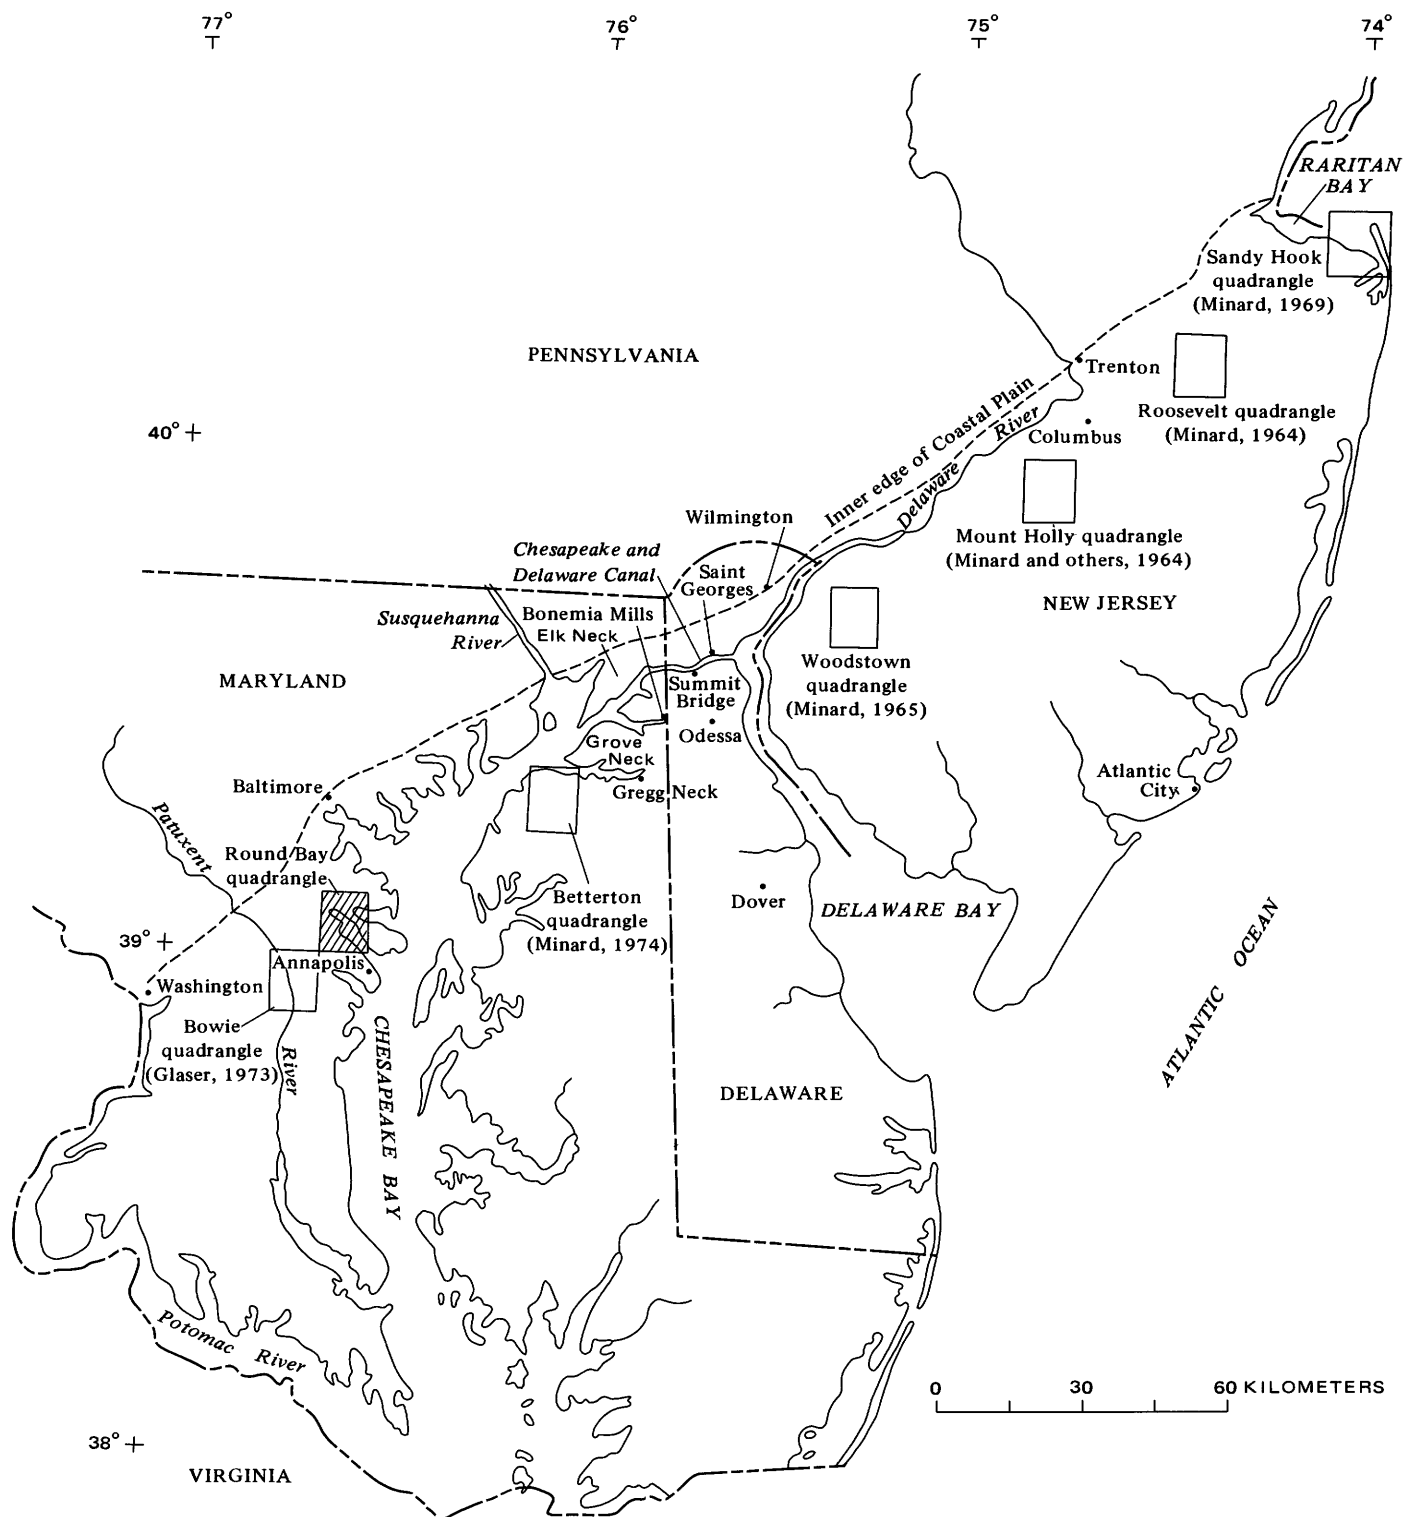 77°
76°
75°
74°
RARITAN
BAY
Sandy Hook
quadrangle
(Minard, 1969)
PENNSYLVANIA
Trenton
Roosevelt quadrangle
(Minard, 1964)
40°
Inner edge of Coastal Plain
Delaware River
Columbus
Mount Holly quadrangle
(Minard and others, 1964)
Wilmington
Chesapeake and
Delaware Canal
Saint
Georges
NEW JERSEY
Susquehanna
River
Bonemia Mills
Elk Neck
Woodstown
quadrangle
(Minard, 1965)
MARYLAND
Summit
Bridge
Odessa
Grove
Neck
Gregg Neck
Atlantic
City
Baltimore
Patuxent
River
Round Bay
quadrangle
Betterton
quadrangle
(Minard, 1974)
Dover
DELAWARE BAY
39°
Annapolis
Washington
ATLANTIC OCEAN
Bowie
quadrangle
(Glaser, 1973)
CHESAPEAKE BAY
DELAWARE
Potomac River
0 30 60 KILOMETERS
38°
VIRGINIA